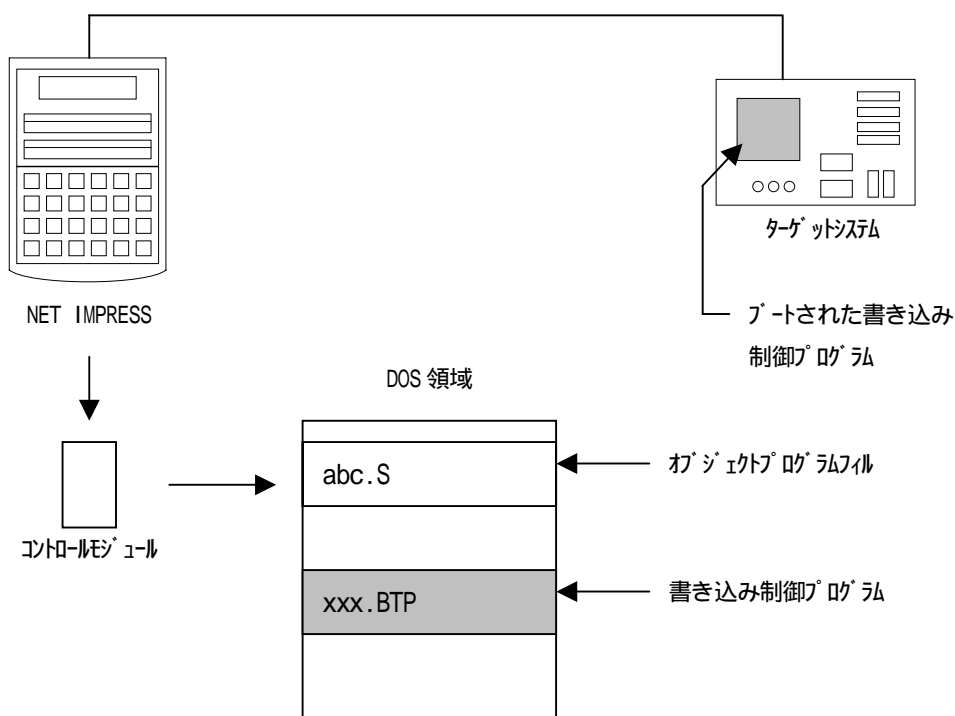 NET IMPRESS
ﾀｰｹﾞｯﾄｼｽﾃﾑ
ﾌﾞｰﾄされた書き込み
制御ﾌﾟﾛｸﾞﾗﾑ
DOS 領域
abc.S
ｵﾌﾞｼﾞｪｸﾄﾌﾟﾛｸﾞﾗﾑﾌｨﾙ
ｺﾝﾄﾛｰﾙﾓｼﾞｭｰﾙ
xxx.BTP
書き込み制御ﾌﾟﾛｸﾞﾗﾑ